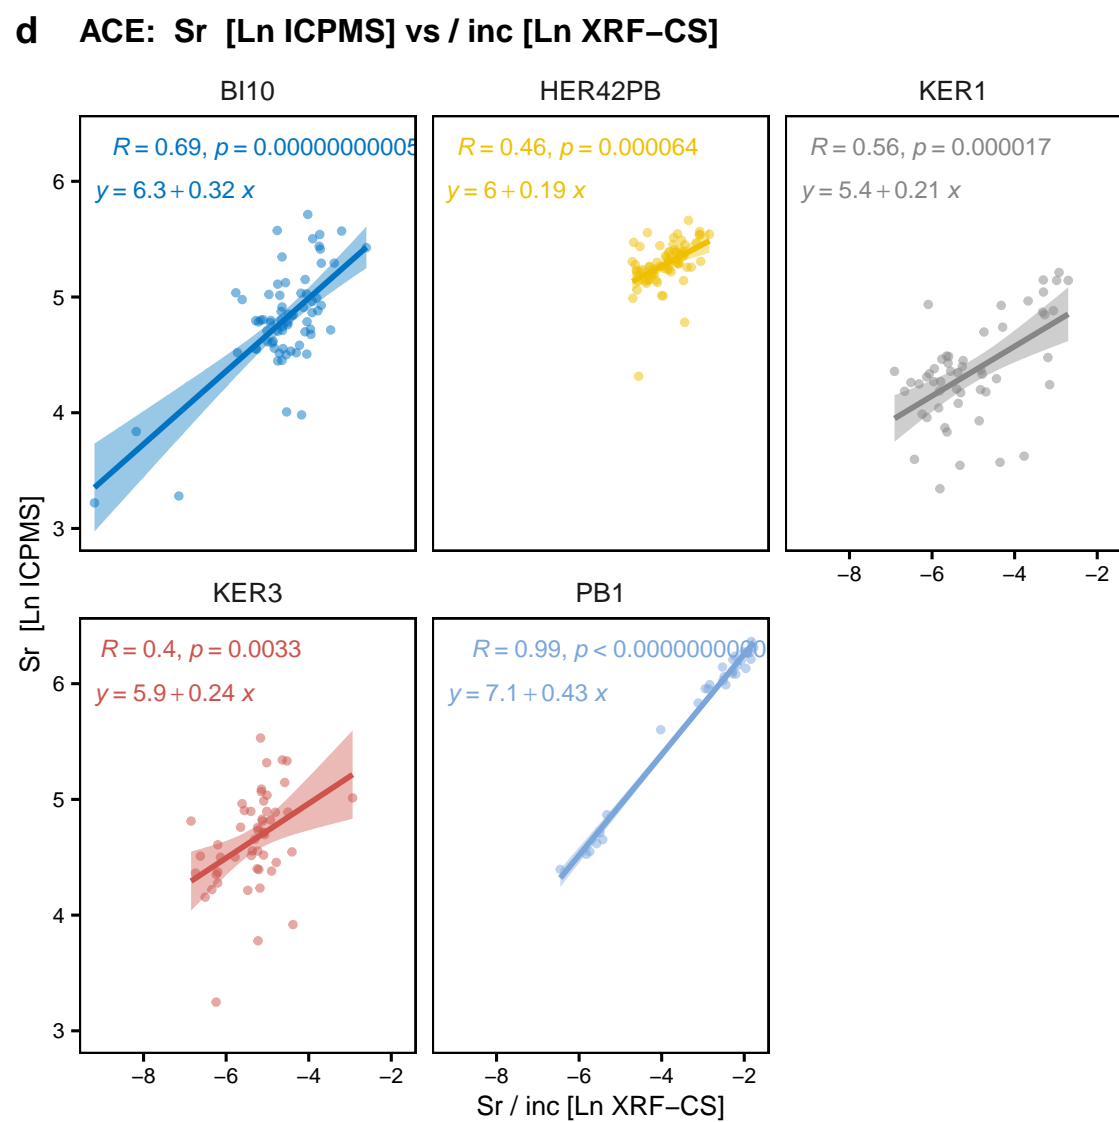 d ACE: Sr [Ln ICPMS] vs / inc [Ln XRF−CS]
BI10
HER42PB
KER1
R = 0.69, p = 0.00000000005
R = 0.46, p = 0.000064
R = 0.56, p = 0.000017
y = 6.3 + 0.32 x
y = 6 + 0.19 x
y = 5.4 + 0.21 x
6
5
4
3
−8 −6 −4 −2
Sr [Ln ICPMS]
KER3
PB1
R = 0.4, p = 0.0033
R = 0.99, p < 0.00000000000
y = 5.9 + 0.24 x
y = 7.1 + 0.43 x
6
5
4
3
−8 −6 −4 −2
−8 −6 −4 −2
Sr / inc [Ln XRF−CS]